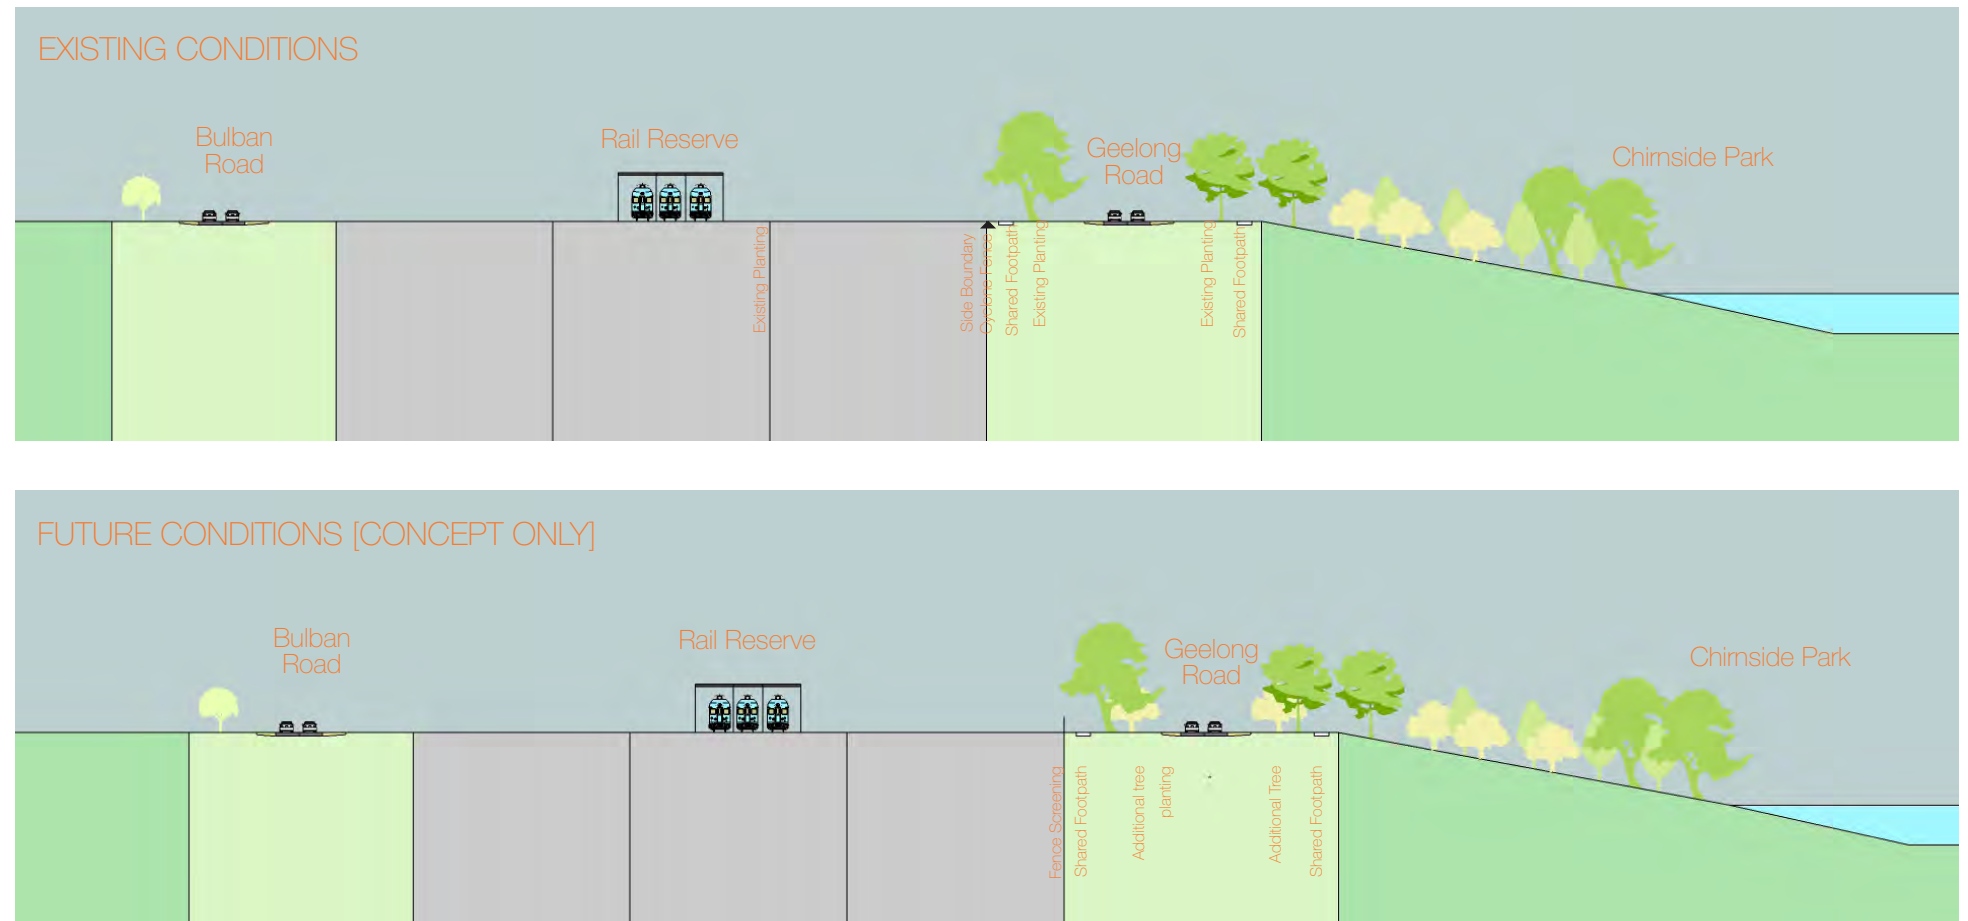 EXISTING CONDITIONS
Bulban
Road
Rail Reserve
Geelong
Road
Chirnside Park
Existing Planting
Side Boundary
Cyclone Fence
Shared Footpath
Existing Planting
Existing Planting
Shared Footpath
FUTURE CONDITIONS [CONCEPT ONLY]
Bulban
Road
Rail Reserve
Geelong
Road
Chirnside Park
Fence Screening
Shared Footpath
Additional tree
planting
Additional Tree
Shared Footpath